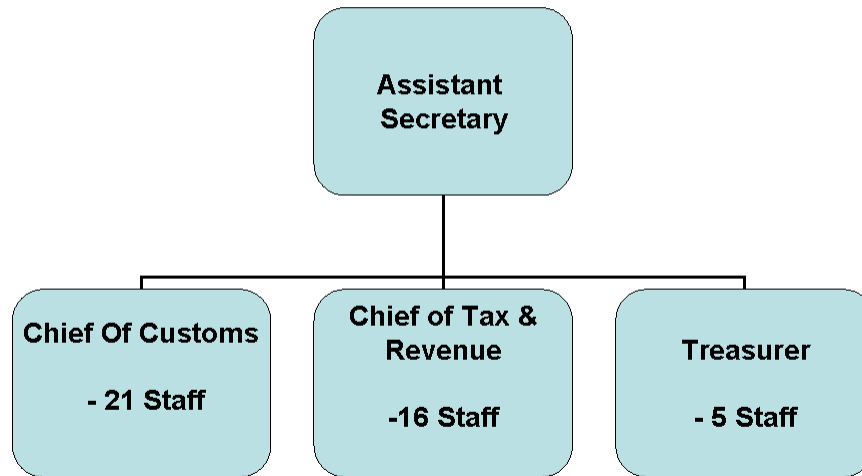 Assistant
Secretary
Chief Of Customs
- 21 Staff
Chief of Tax &
Revenue
-16 Staff
Treasurer
- 5 Staff